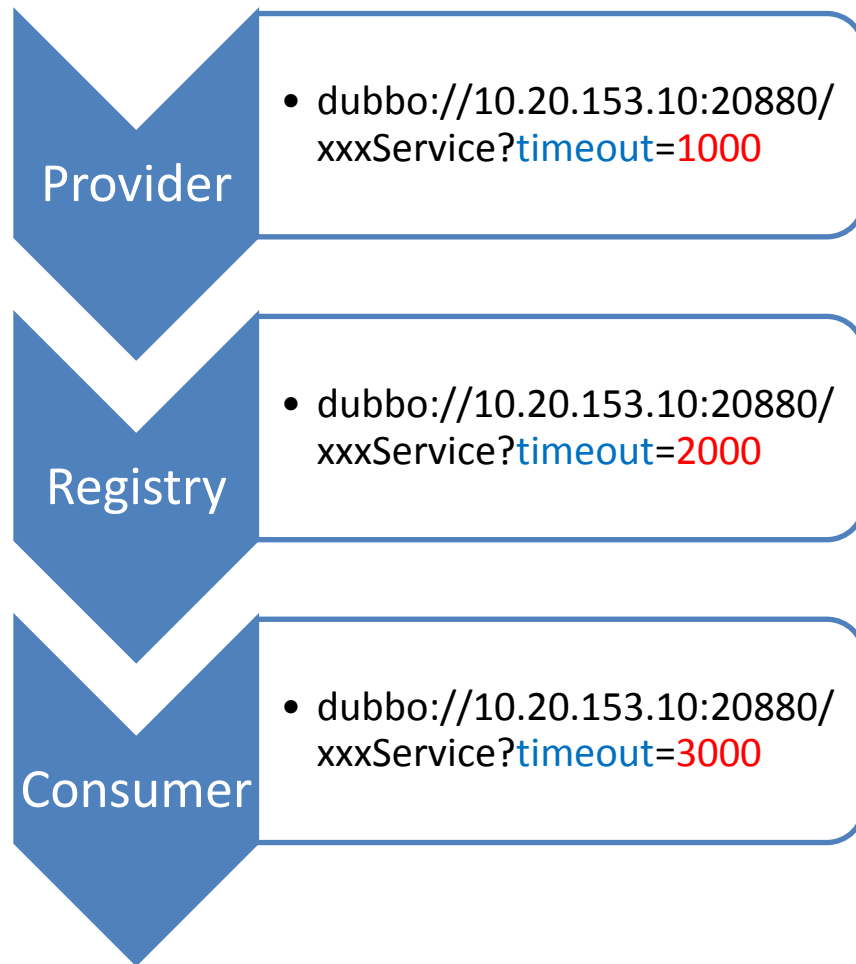 Provider
• dubbo://10.20.153.10:20880/
xxxService?timeout=1000
Registry
• dubbo://10.20.153.10:20880/
xxxService?timeout=2000
Consumer
• dubbo://10.20.153.10:20880/
xxxService?timeout=3000